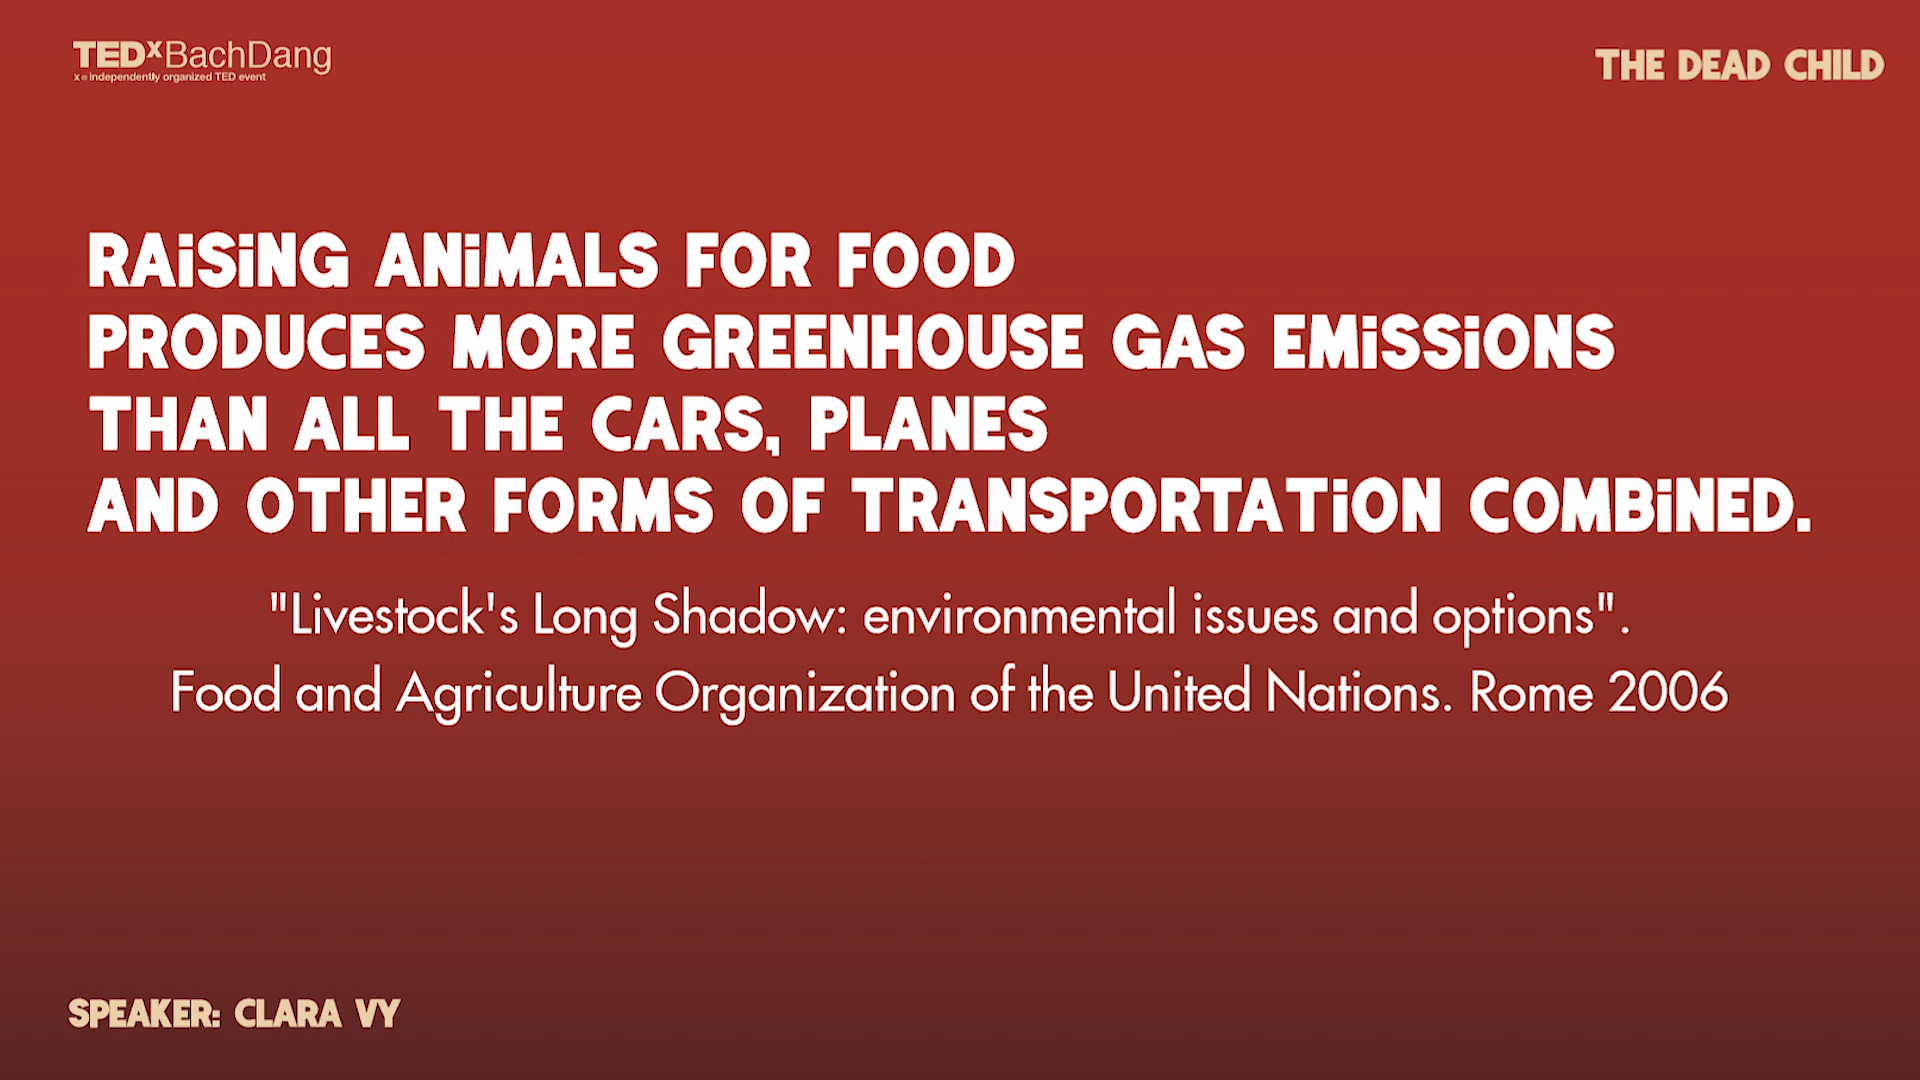 TEDxBachDang
x = independently organized TED event
THE DEAD CHILD
RAiSiNG ANiMALS FOR FOOD
PRODUCES MORE GREENHOUSE GAS EMiSSiONS
THAN ALL THE CARS, PLANES
AND OTHER FORMS OF TRANSPORTATiON COMBiNED.
"Livestock's Long Shadow: environmental issues and options".
Food and Agriculture Organization of the United Nations. Rome 2006
SPEAKER: CLARA VY